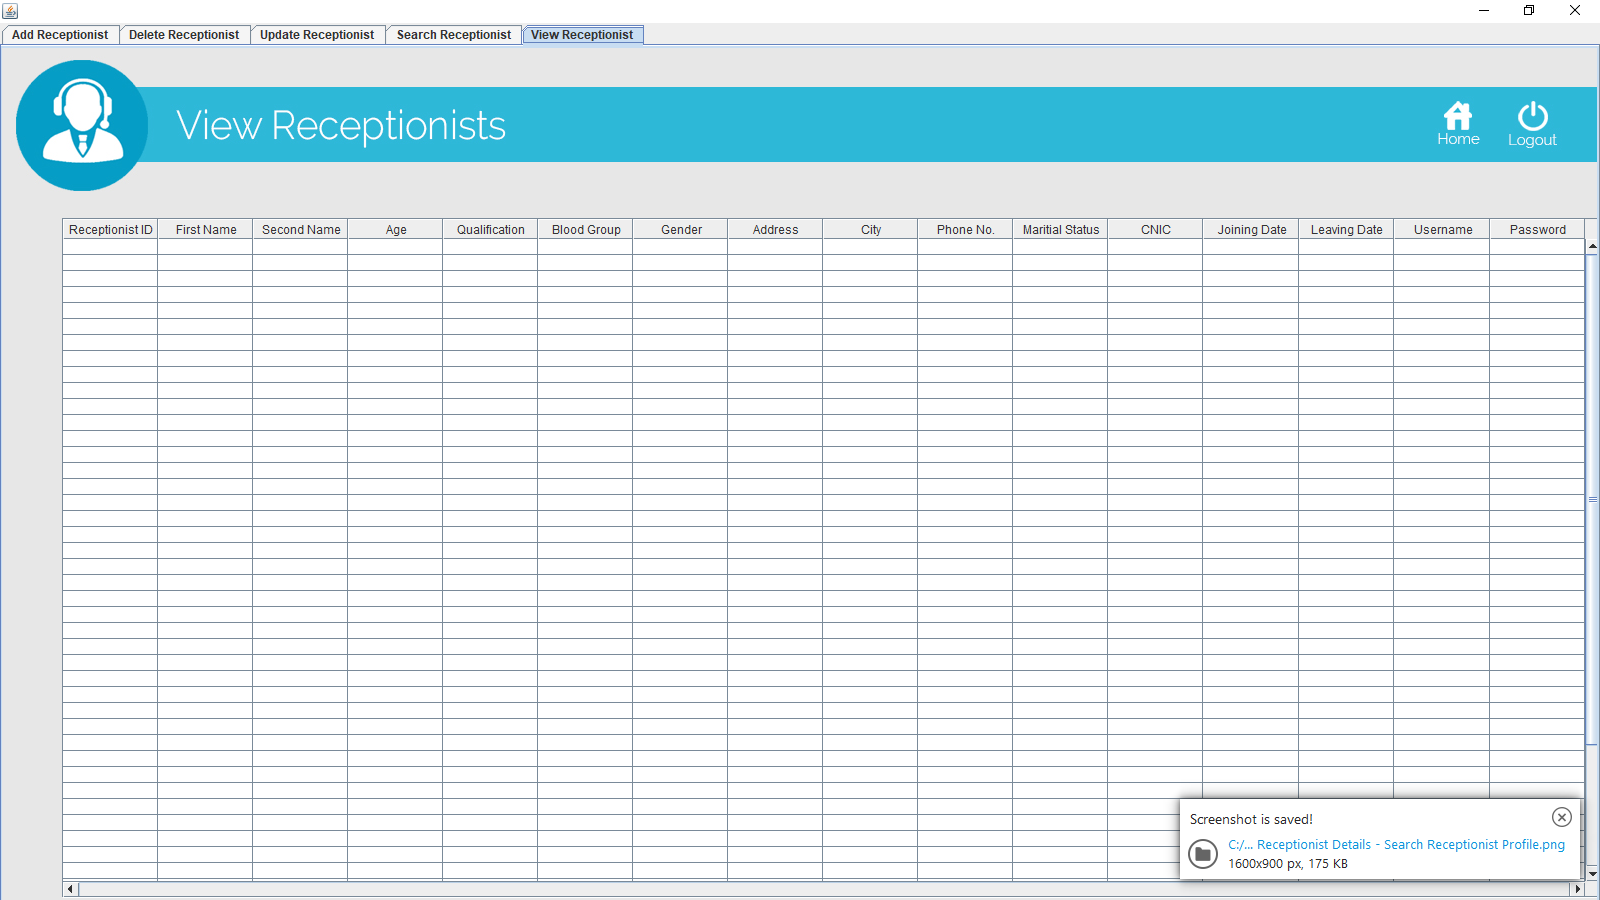 Add Receptionist Delete Receptionist Update Receptionist Search Receptionist View Receptionist
View Receptionists
Home Logout
Receptionist ID First Name Second Name Age Qualification Blood Group Gender Address City Phone No. Maritial Status CNIC Joining Date Leaving Date Username Password
Screenshot is saved!
C:/... Receptionist Details - Search Receptionist Profile.png
1600x900 px, 175 KB